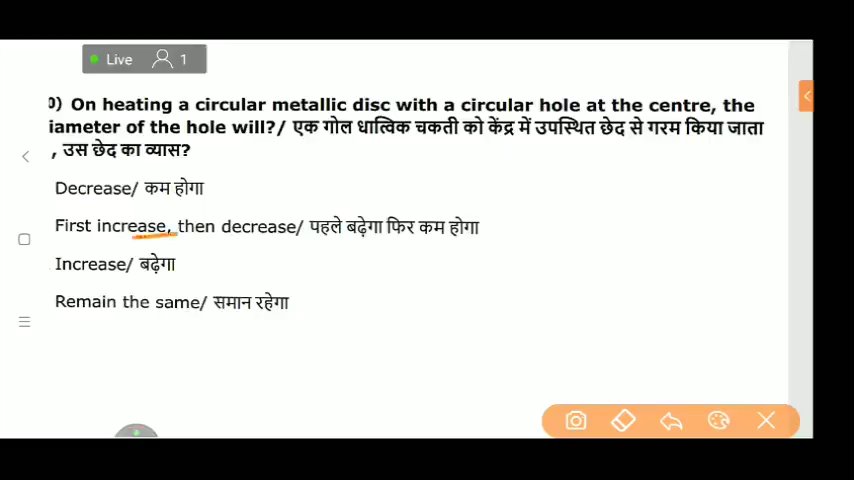 Live 1
0) On heating a circular metallic disc with a circular hole at the centre, the
iameter of the hole will?/ एक गोल धात्विक चकती को केंद्र में उपस्थित छेद से गरम किया जाता
, उस छेद का व्यास?
Decrease/ कम होगा
First increase, then decrease/ पहले बढ़ेगा फिर कम होगा
Increase/ बढ़ेगा
Remain the same/ समान रहेगा